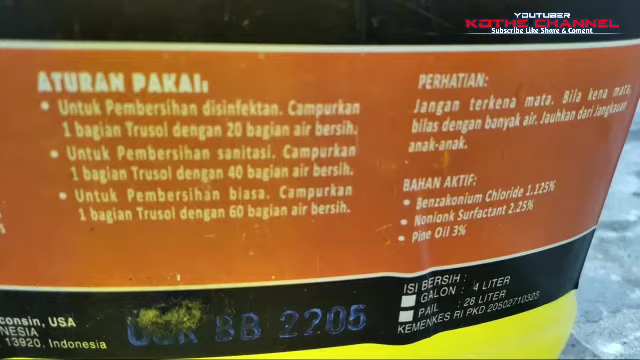 YOUTUBER
KOTHE CHANNEL
Subscribe Like Share & Coment
ATURAN PAKAI:
• Untuk Pembersihan disinfektan. Campurkan
1 bagian Trusol dengan 20 bagian air bersih.
• Untuk Pembersihan sanitasi. Campurkan
1 bagian Trusol dengan 40 bagian air bersih.
• Untuk Pembersihan biasa. Campurkan
1 bagian Trusol dengan 60 bagian air bersih.
PERHATIAN:
Jangan terkena mata. Bila kena mata,
bilas dengan banyak air. Jauhkan dari Jangkauan
anak-anak.
BAHAN AKTIF:
• Benzakonium Chloride 1.125%
• Nonionk Surfactant 2.25%
• Pine Oil 3%
consin, USA
NESIA
13920, Indonesia
BB 2205
ISI BERSIH :
GALON : 4 LITER
PAIL : 28 LITER
KEMENKES RI PKD 20502710323